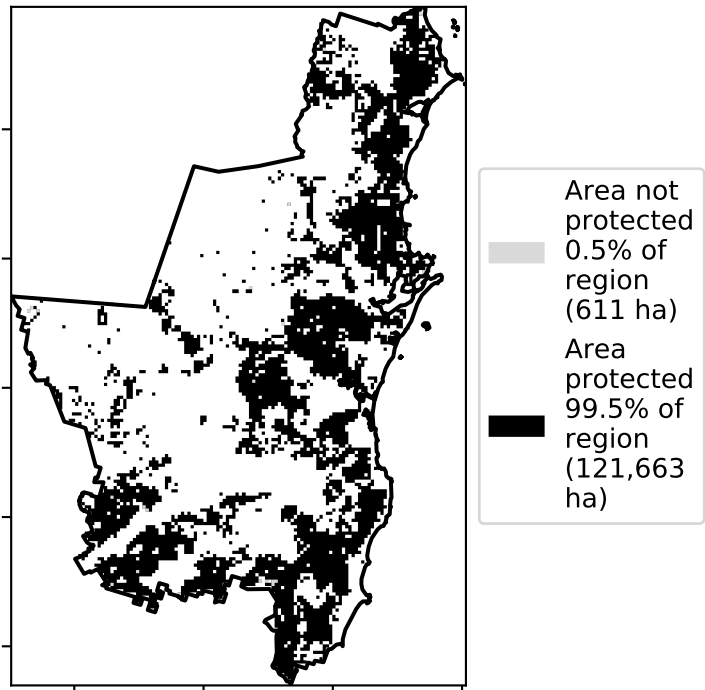 Area not
protected
0.5% of
region
(611 ha)
Area
protected
99.5% of
region
(121,663
ha)